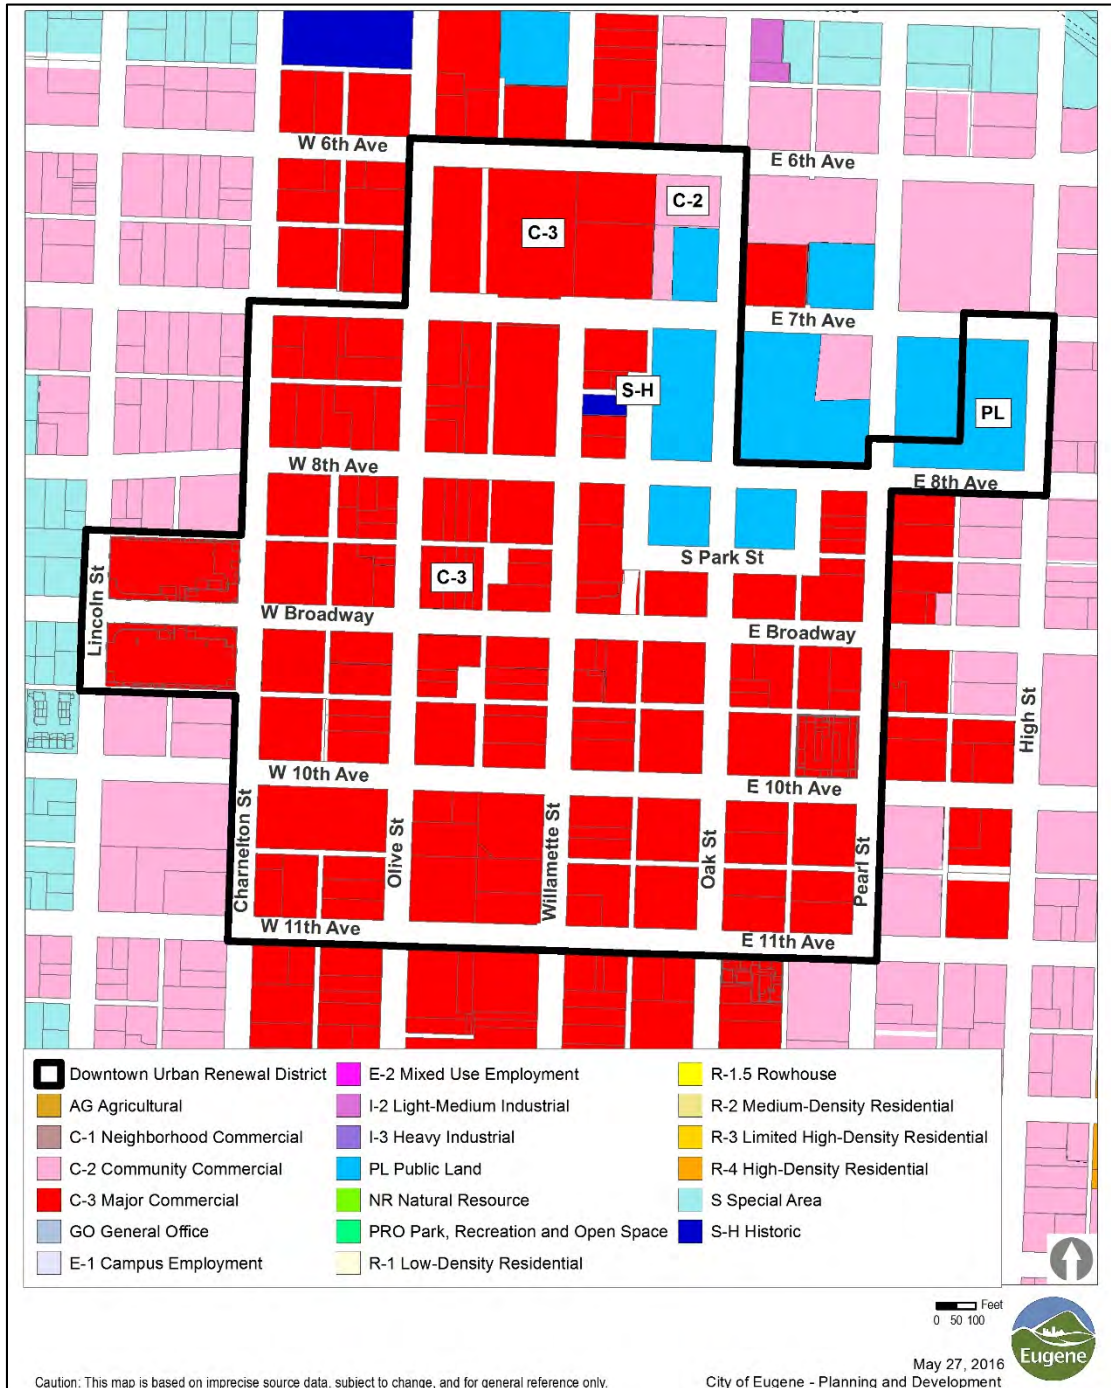 W 6th Ave
E 6th Ave
C-2
C-3
E 7th Ave
S-H
PL
W 8th Ave
E 8th Ave
S Park St
C-3
Lincoln St
W Broadway
E Broadway
High St
W 10th Ave
E 10th Ave
Charnelton St
Olive St
Willamette St
Oak St
Pearl St
W 11th Ave
E 11th Ave
Downtown Urban Renewal District
AG Agricultural
C-1 Neighborhood Commercial
C-2 Community Commercial
C-3 Major Commercial
GO General Office
E-1 Campus Employment
E-2 Mixed Use Employment
I-2 Light-Medium Industrial
I-3 Heavy Industrial
PL Public Land
NR Natural Resource
PRO Park, Recreation and Open Space
R-1 Low-Density Residential
R-1.5 Rowhouse
R-2 Medium-Density Residential
R-3 Limited High-Density Residential
R-4 High-Density Residential
S Special Area
S-H Historic
Feet
0 50 100
Eugene
May 27, 2016
Caution: This map is based on imprecise source data, subject to change, and for general reference only.
City of Eugene - Planning and Development